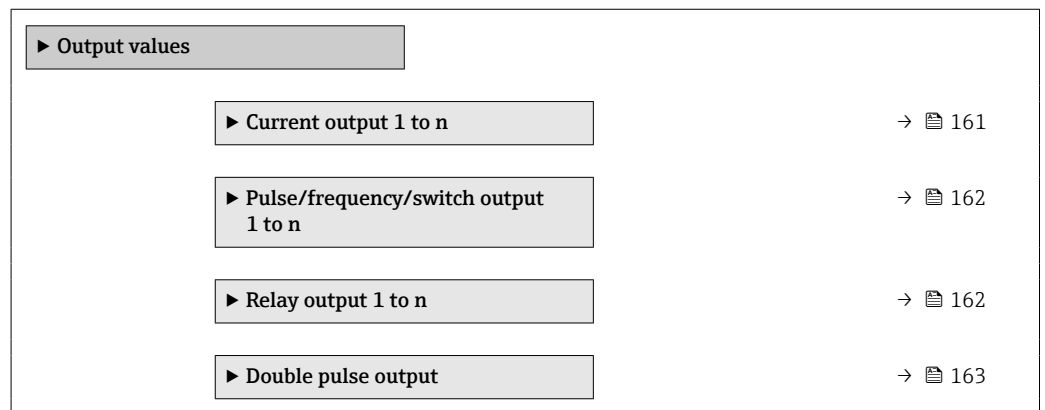 ▶ Output values
▶ Current output 1 to n → 161
▶ Pulse/frequency/switch output
1 to n → 162
▶ Relay output 1 to n → 162
▶ Double pulse output → 163